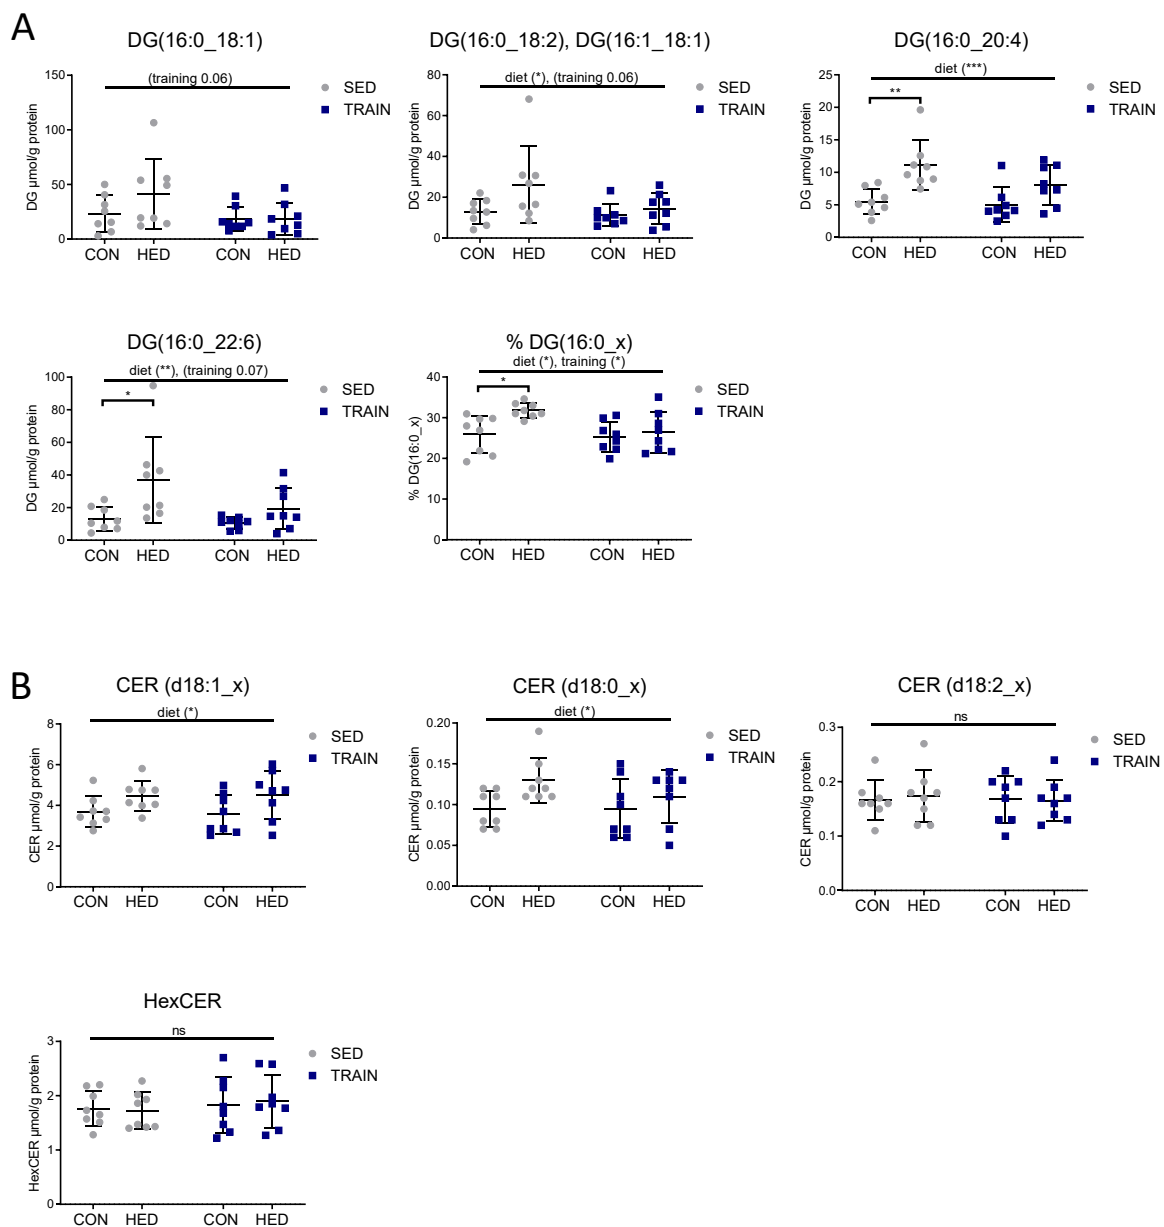 A
DG(16:0_18:1)
(training 0.06)
SED
TRAIN
DG µmol/g protein
150
100
50
0
CON HED CON HED
DG(16:0_18:2), DG(16:1_18:1)
diet (*), (training 0.06)
SED
TRAIN
DG µmol/g protein
80
60
40
20
0
CON HED CON HED
DG(16:0_20:4)
diet (***)
**
SED
TRAIN
DG µmol/g protein
25
20
15
10
5
0
CON HED CON HED
DG(16:0_22:6)
diet (**), (training 0.07)
*
SED
TRAIN
DG µmol/g protein
100
80
60
40
20
0
CON HED CON HED
% DG(16:0_x)
diet (*), training (*)
*
SED
TRAIN
% DG(16:0_x)
40
30
20
10
0
CON HED CON HED
B
CER (d18:1_x)
diet (*)
SED
TRAIN
CER µmol/g protein
8
6
4
2
0
CON HED CON HED
CER (d18:0_x)
diet (*)
SED
TRAIN
CER µmol/g protein
0.20
0.15
0.10
0.05
0.00
CON HED CON HED
CER (d18:2_x)
ns
SED
TRAIN
CER µmol/g protein
0.3
0.2
0.1
0.0
CON HED CON HED
HexCER
ns
SED
TRAIN
HexCER µmol/g protein
3
2
1
0
CON HED CON HED